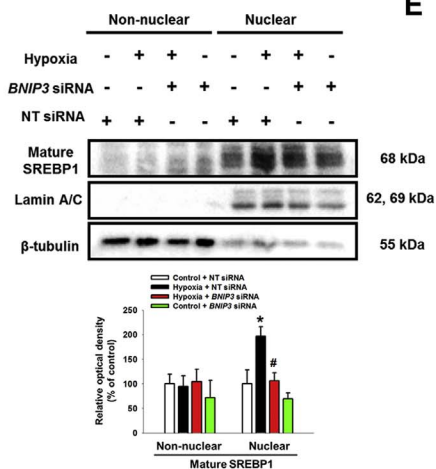 E
Non-nuclear Nuclear
Hypoxia - + + - - + + -
BNIP3 siRNA - - + + - - + +
NT siRNA + + - - + + - -
Mature SREBP1 68 kDa
Lamin A/C 62, 69 kDa
β-tubulin 55 kDa
Control + NT siRNA
Hypoxia + NT siRNA
Hypoxia + BNIP3 siRNA
Control + BNIP3 siRNA
Relative optical density
(% of control)
250
200
150
100
50
0
*
#
Non-nuclear Nuclear
Mature SREBP1